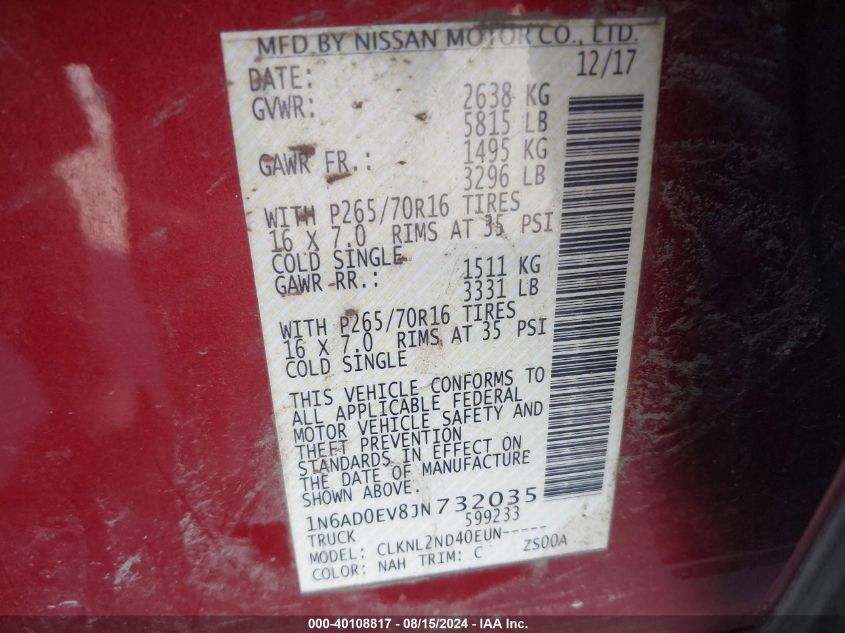 MFD BY NISSAN MOTOR CO., LTD.
DATE: 12/17
GVWR: 2638 KG
5815 LB
GAWR FR.: 1495 KG
3296 LB
WITH P265/70R16 TIRES
16 X 7.0 RIMS AT 35 PSI
COLD SINGLE
GAWR RR.: 1511 KG
3331 LB
WITH P265/70R16 TIRES
16 X 7.0 RIMS AT 35 PSI
COLD SINGLE
THIS VEHICLE CONFORMS TO
ALL APPLICABLE FEDERAL
MOTOR VEHICLE SAFETY AND
THEFT PREVENTION
STANDARDS IN EFFECT ON
THE DATE OF MANUFACTURE
SHOWN ABOVE.
1N6AD0EV8JN732035
TRUCK 599233
MODEL: CLKNL2ND40EUN-----
COLOR: NAH TRIM: C ZS00A
000-40108817 - 08/15/2024 - IAA Inc.